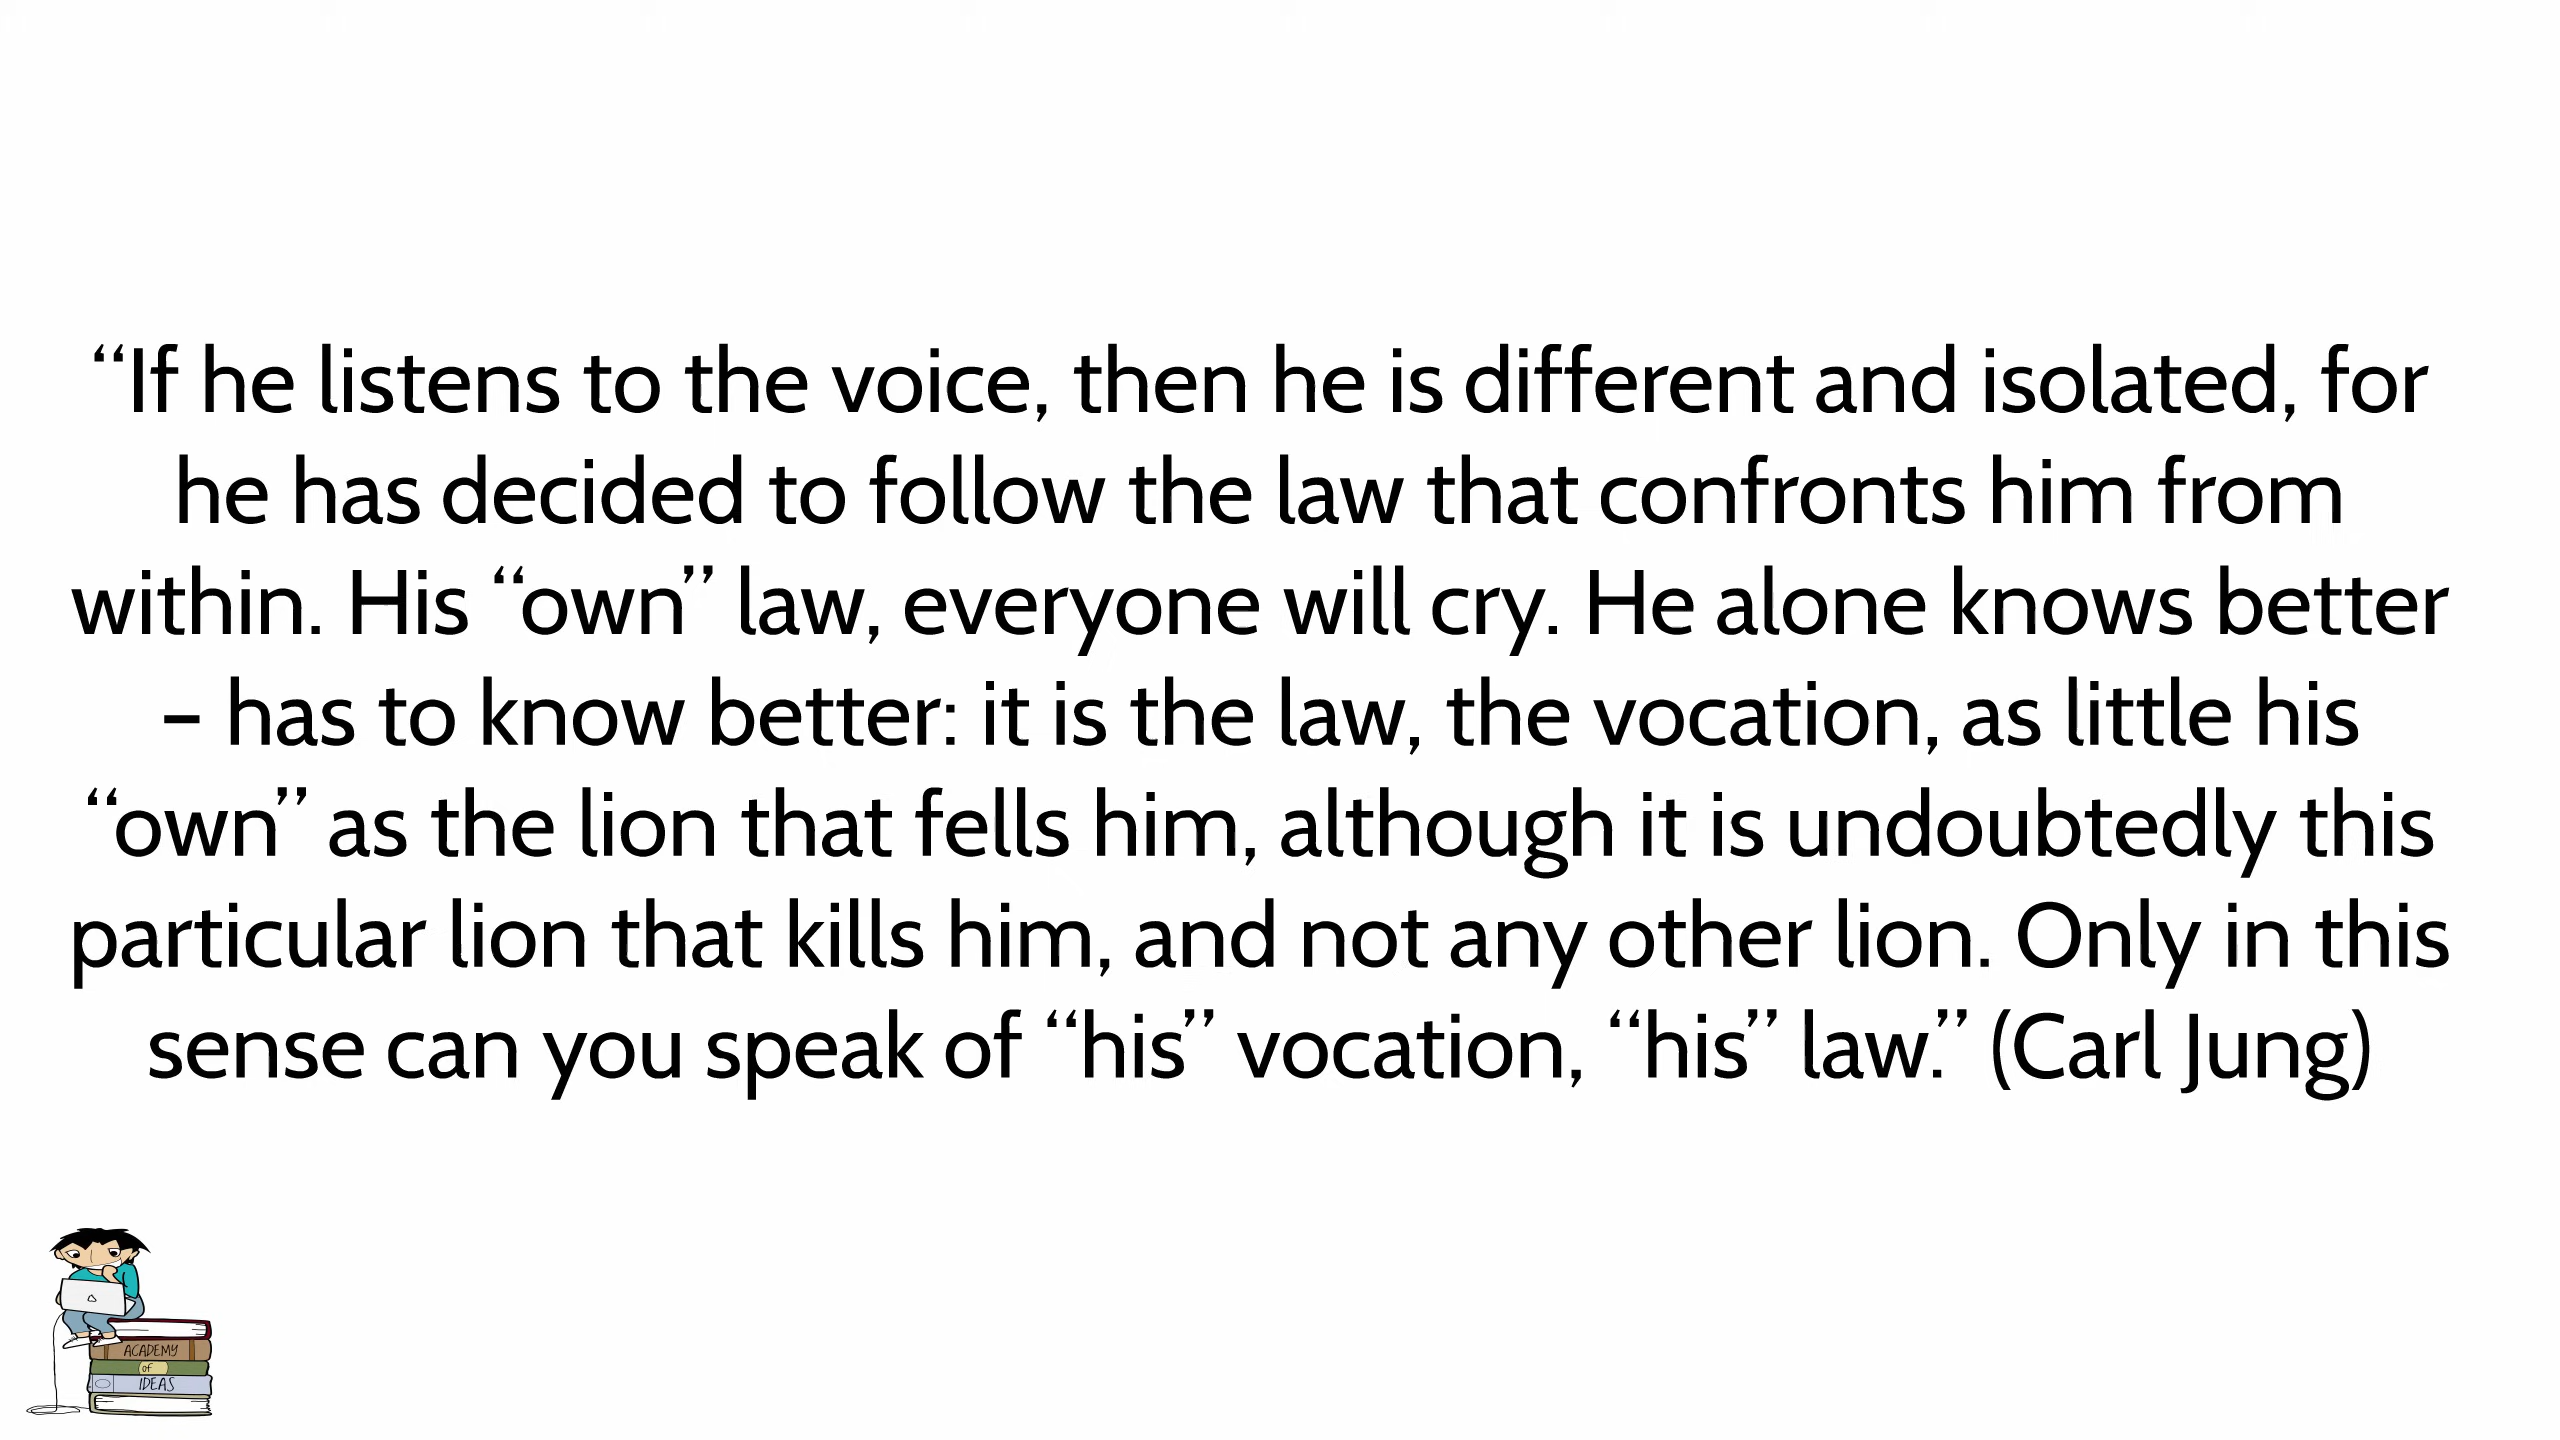 “If he listens to the voice, then he is different and isolated, for
he has decided to follow the law that confronts him from
within. His “own” law, everyone will cry. He alone knows better
– has to know better: it is the law, the vocation, as little his
“own” as the lion that fells him, although it is undoubtedly this
particular lion that kills him, and not any other lion. Only in this
sense can you speak of “his” vocation, “his” law.” (Carl Jung)
ACADEMY
of
IDEAS